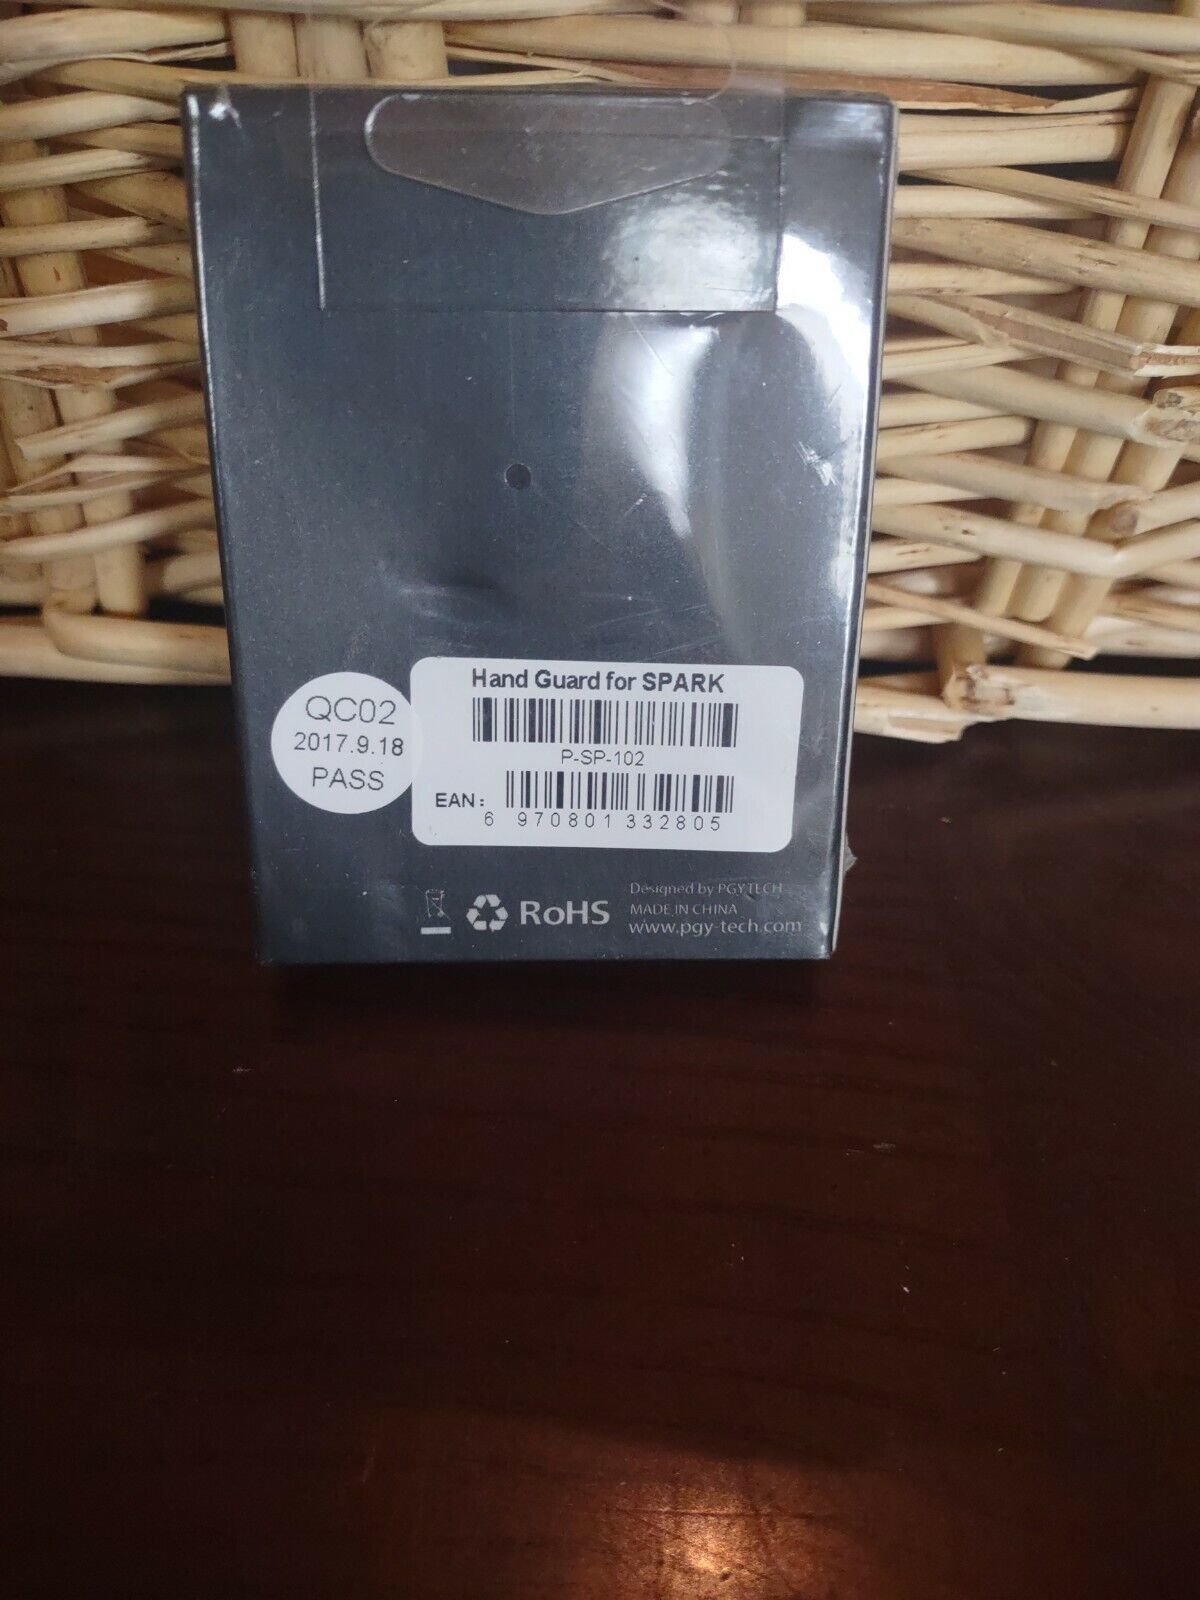 Hand Guard for SPARK
P-SP-102
EAN:
6 970801 332805
QC02
2017.9.18
PASS
RoHS
Designed by PGYTECH
MADE IN CHINA
www.pgy-tech.com